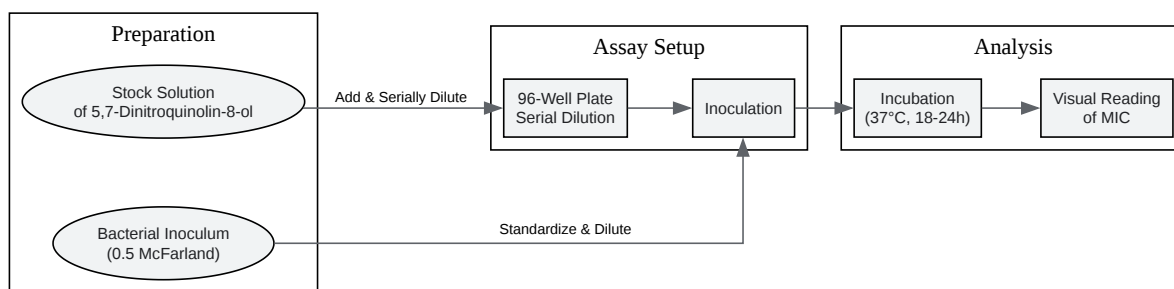 Preparation
Stock Solution
of 5,7-Dinitroquinolin-8-ol
Bacterial Inoculum
(0.5 McFarland)
Add & Serially Dilute
Standardize & Dilute
Assay Setup
96-Well Plate
Serial Dilution
Inoculation
Analysis
Incubation
(37°C, 18-24h)
Visual Reading
of MIC